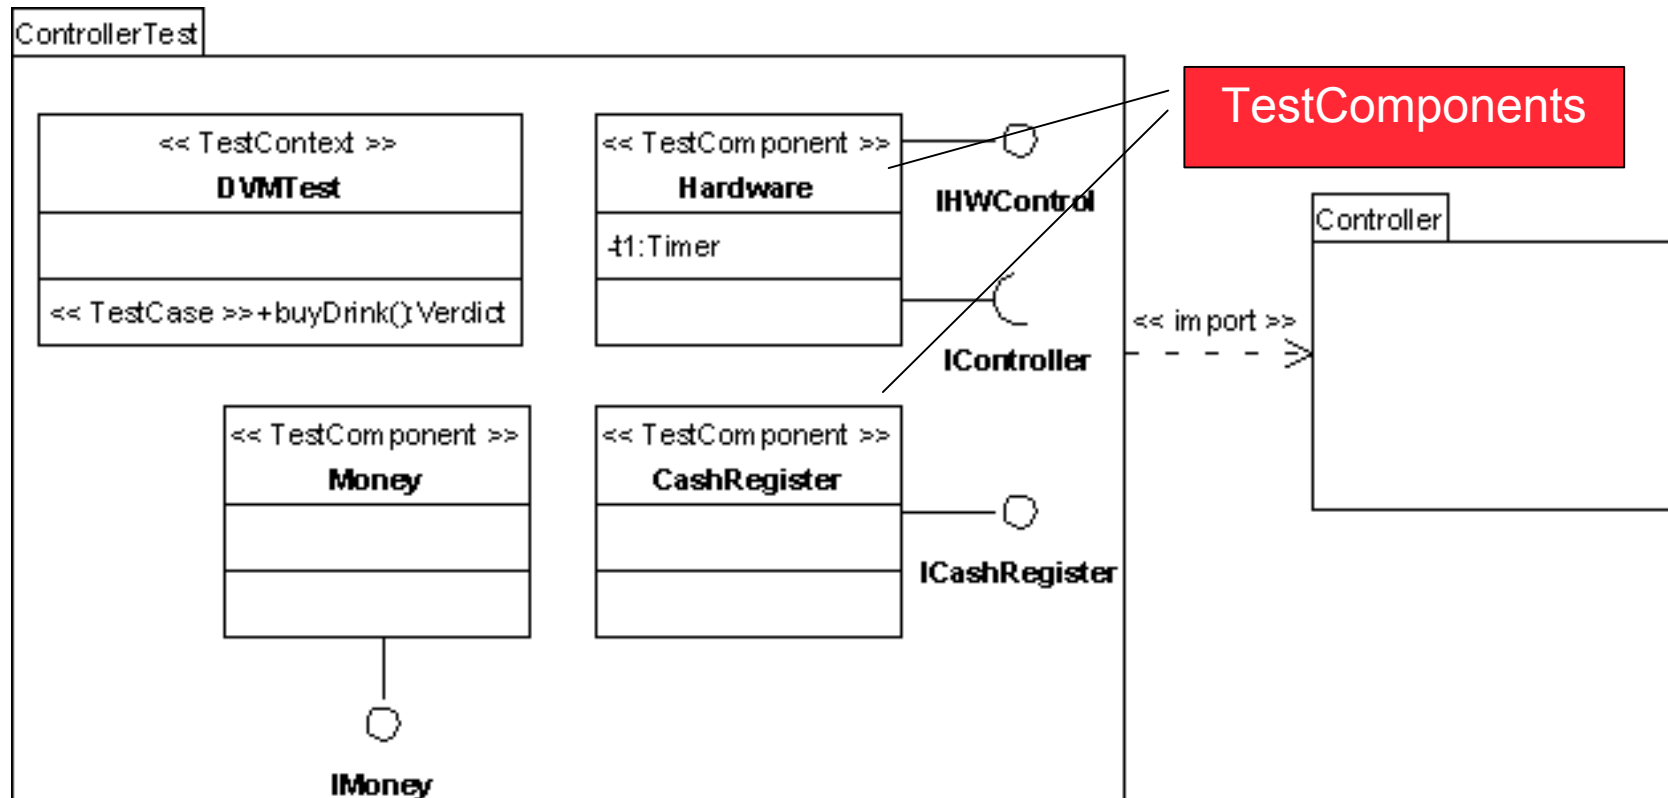 ControllerTest
TestComponents
<< TestContext >>
DVMTest
<< TestCase >>+buyDrink():Verdict
<< TestComponent >>
Hardware
-t1:Timer
IHWControl
IController
Controller
<< import >>
<< TestComponent >>
Money
IMoney
<< TestComponent >>
CashRegister
ICashRegister